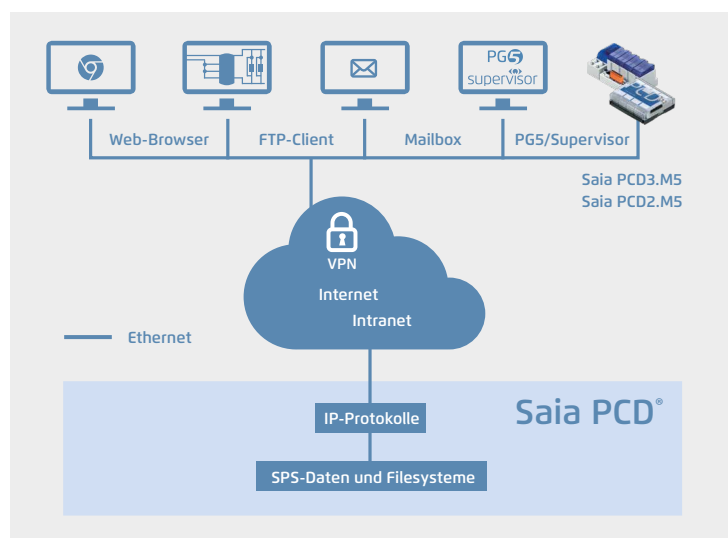 PG5
supervisor
PCD
Web-Browser
FTP-Client
Mailbox
PG5/Supervisor
Saia PCD3.M5
Saia PCD2.M5
VPN
Internet
Intranet
Ethernet
Saia PCD®
IP-Protokolle
SPS-Daten und Filesysteme